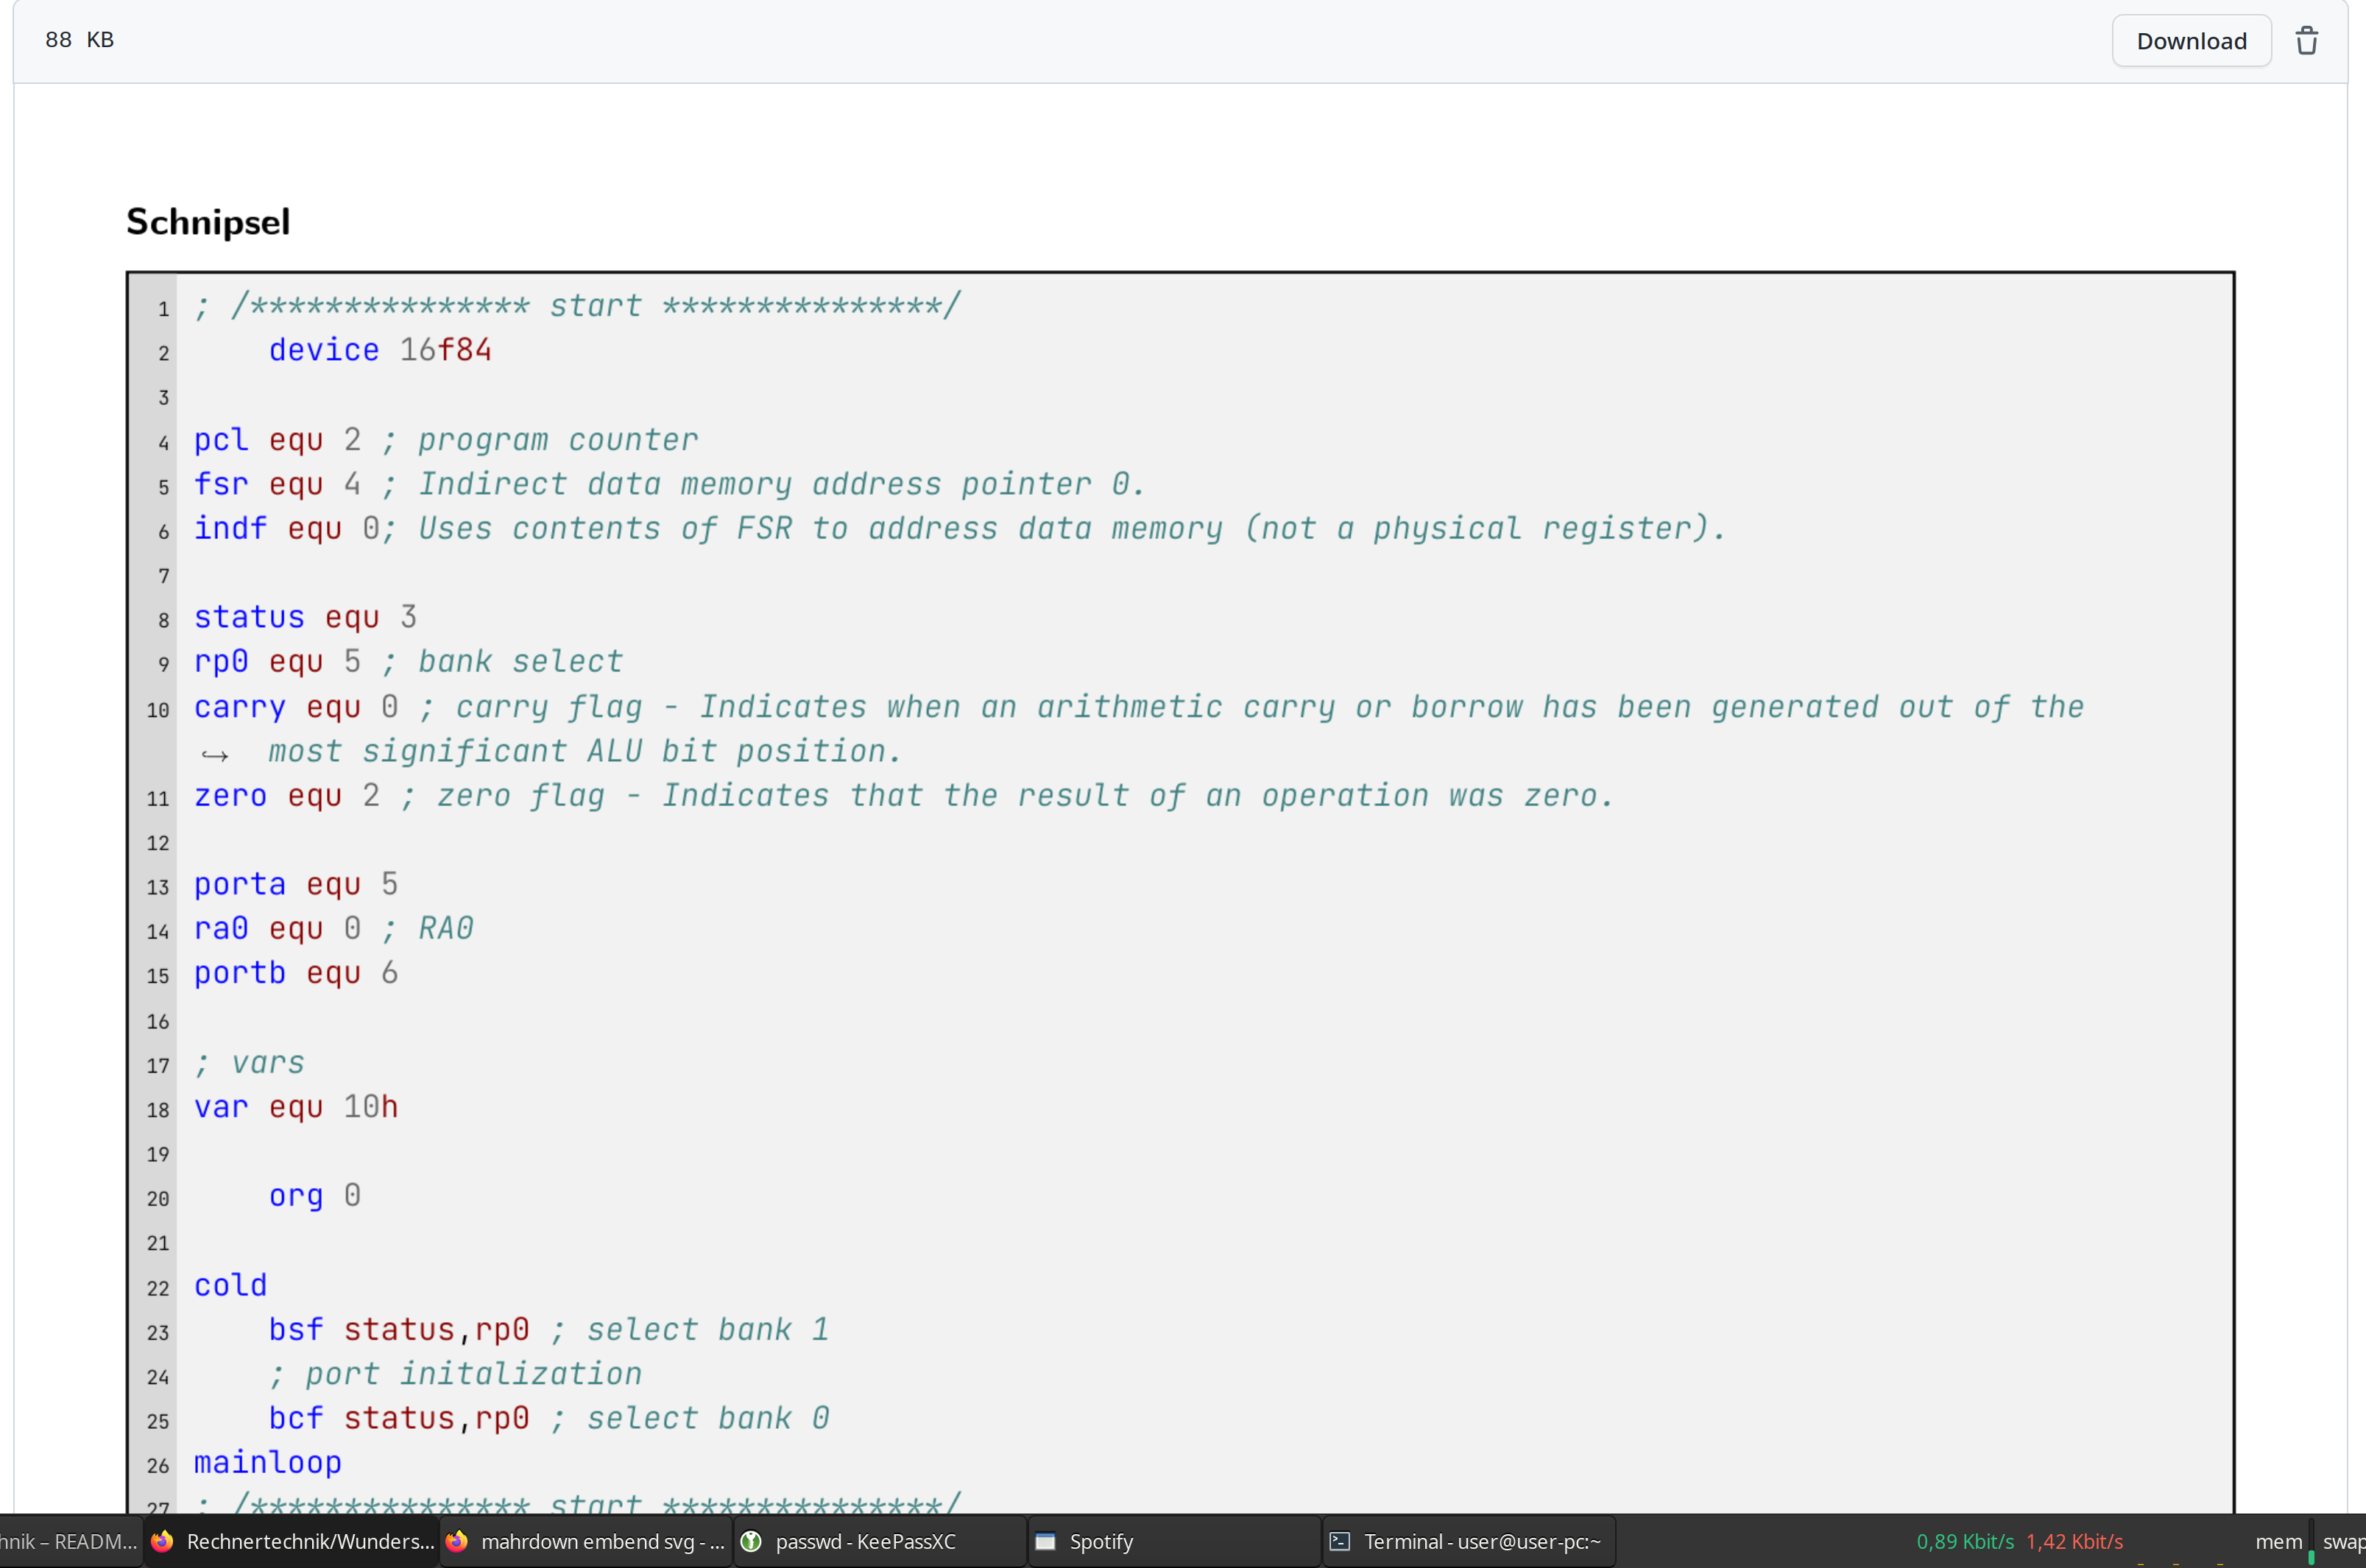 88 KB
Download
Schnipsel
1 ; /*************** start ***************/
2 device 16f84
3
4 pcl equ 2 ; program counter
5 fsr equ 4 ; Indirect data memory address pointer 0.
6 indf equ 0; Uses contents of FSR to address data memory (not a physical register).
7
8 status equ 3
9 rp0 equ 5 ; bank select
10 carry equ 0 ; carry flag - Indicates when an arithmetic carry or borrow has been generated out of the
↪ most significant ALU bit position.
11 zero equ 2 ; zero flag - Indicates that the result of an operation was zero.
12
13 porta equ 5
14 ra0 equ 0 ; RA0
15 portb equ 6
16
17 ; vars
18 var equ 10h
19
20 org 0
21
22 cold
23 bsf status,rp0 ; select bank 1
24 ; port initalization
25 bcf status,rp0 ; select bank 0
26 mainloop
27 ; /*************** start ***************/
hnik – READM... Rechnertechnik/Wunders... mahrdown embend svg - ... passwd - KeePassXC Spotify Terminal - user@user-pc:~ 0,89 Kbit/s 1,42 Kbit/s mem swap